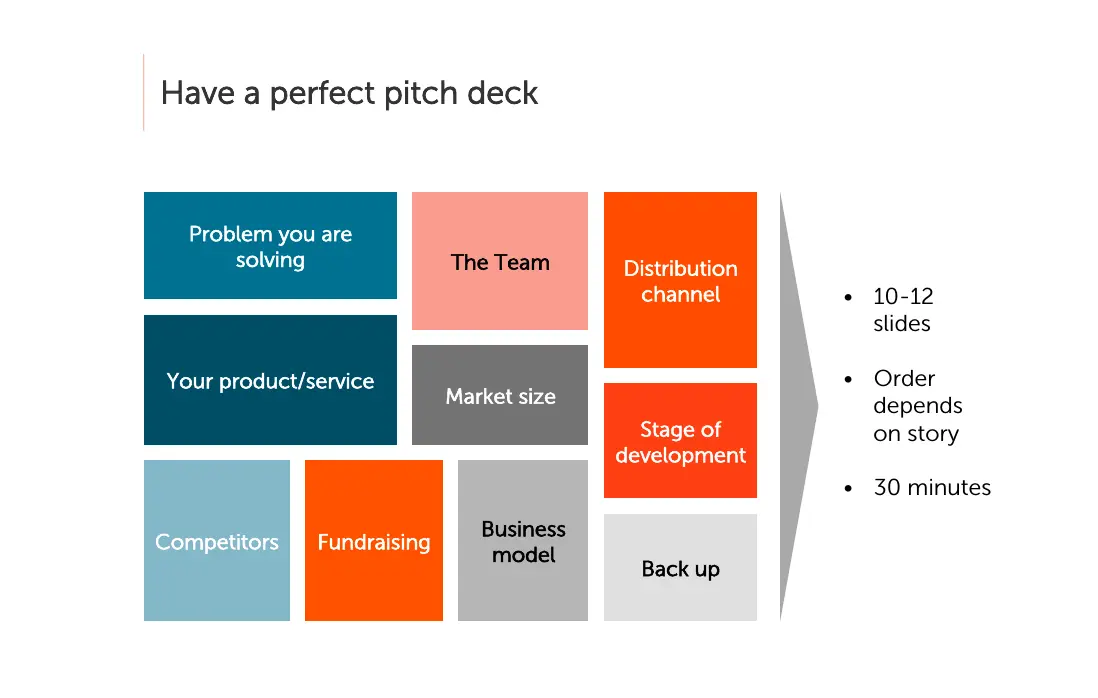 Have a perfect pitch deck
Problem you are
solving
The Team
Distribution
channel
Your product/service
Market size
Stage of
development
Competitors
Fundraising
Business
model
Back up
• 10-12
slides
• Order
depends
on story
• 30 minutes